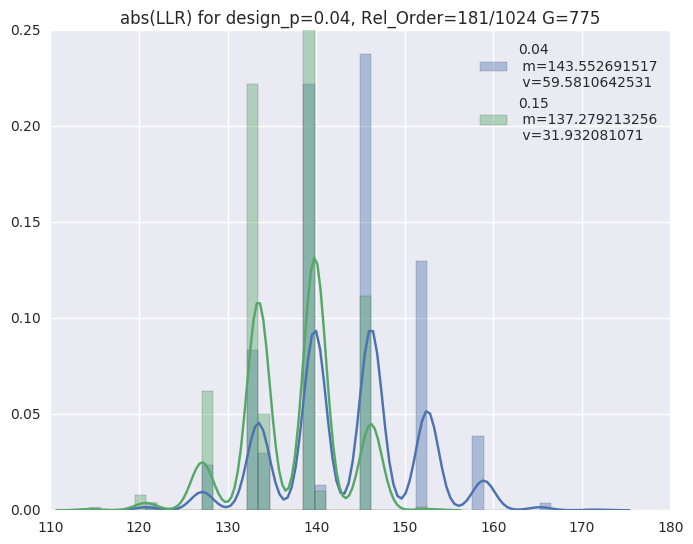 abs(LLR) for design_p=0.04, Rel_Order=181/1024 G=775
0.25
0.20
0.15
0.10
0.05
0.00
0.04
m=143.552691517
v=59.5810642531
0.15
m=137.279213256
v=31.932081071
110 120 130 140 150 160 170 180